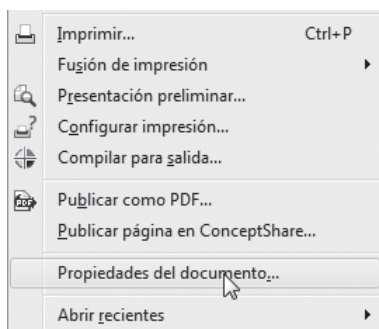 Imprimir... Ctrl+P
Fusión de impresión
Presentación preliminar...
Configurar impresión...
Compilar para salida...
PDF
Publicar como PDF...
Publicar página en ConceptShare...
Propiedades del documento...
Abrir recientes